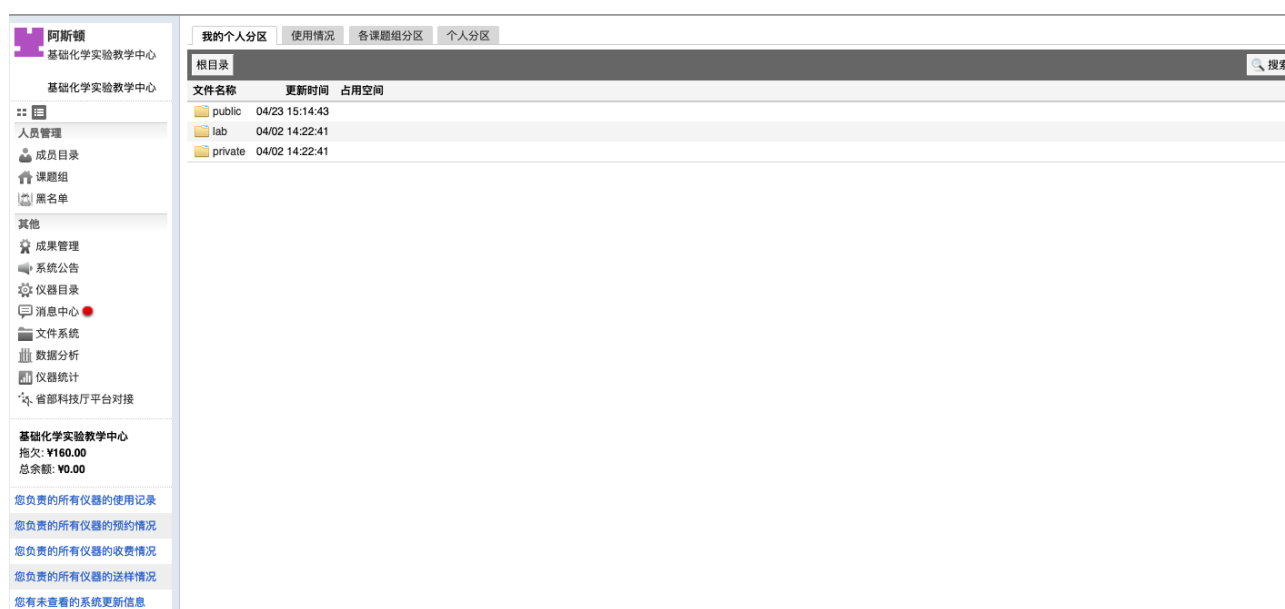 阿斯顿
基础化学实验教学中心
基础化学实验教学中心
人员管理
成员目录
课题组
黑名单
其他
成果管理
系统公告
仪器目录
消息中心
文件系统
数据分析
仪器统计
省部科技厅平台对接
基础化学实验教学中心
拖欠: ¥160.00
总余额: ¥0.00
您负责的所有仪器的使用记录
您负责的所有仪器的预约情况
您负责的所有仪器的收费情况
您负责的所有仪器的送样情况
您有未查看的系统更新信息
我的个人分区 使用情况 各课题组分区 个人分区
根目录 搜索
文件名称 更新时间 占用空间
public 04/23 15:14:43
lab 04/02 14:22:41
private 04/02 14:22:41